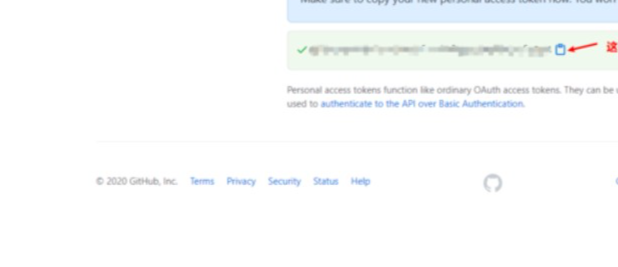 Make sure to copy your new personal access token now. You won
这
Personal access tokens function like ordinary OAuth access tokens. They can be
used to authenticate to the API over Basic Authentication.
© 2020 GitHub, Inc. Terms Privacy Security Status Help